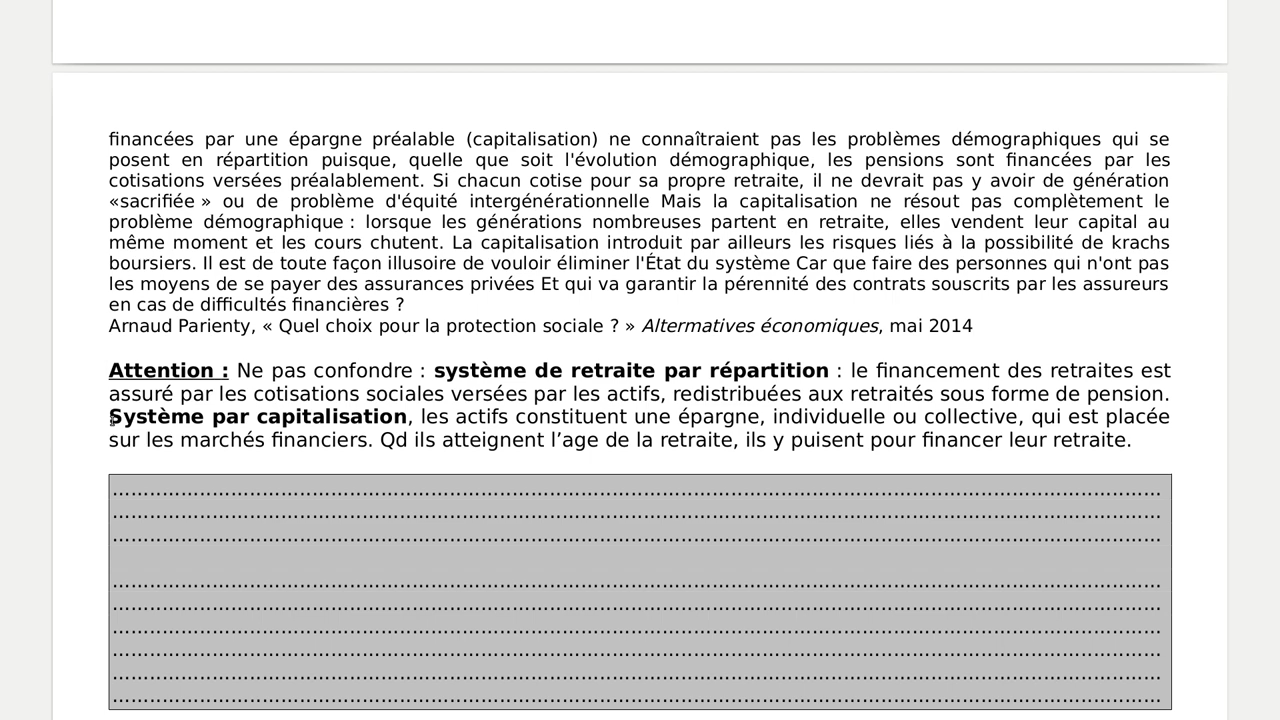 financées par une épargne préalable (capitalisation) ne connaîtraient pas les problèmes démographiques qui se
posent en répartition puisque, quelle que soit l'évolution démographique, les pensions sont financées par les
cotisations versées préalablement. Si chacun cotise pour sa propre retraite, il ne devrait pas y avoir de génération
«sacrifiée » ou de problème d'équité intergénérationnelle Mais la capitalisation ne résout pas complètement le
problème démographique : lorsque les générations nombreuses partent en retraite, elles vendent leur capital au
même moment et les cours chutent. La capitalisation introduit par ailleurs les risques liés à la possibilité de krachs
boursiers. Il est de toute façon illusoire de vouloir éliminer l'État du système Car que faire des personnes qui n'ont pas
les moyens de se payer des assurances privées Et qui va garantir la pérennité des contrats souscrits par les assureurs
en cas de difficultés financières ?
Arnaud Parienty, « Quel choix pour la protection sociale ? » Altermatives économiques, mai 2014
Attention : Ne pas confondre : système de retraite par répartition : le financement des retraites est
assuré par les cotisations sociales versées par les actifs, redistribuées aux retraités sous forme de pension.
Système par capitalisation, les actifs constituent une épargne, individuelle ou collective, qui est placée
sur les marchés financiers. Qd ils atteignent l’age de la retraite, ils y puisent pour financer leur retraite.